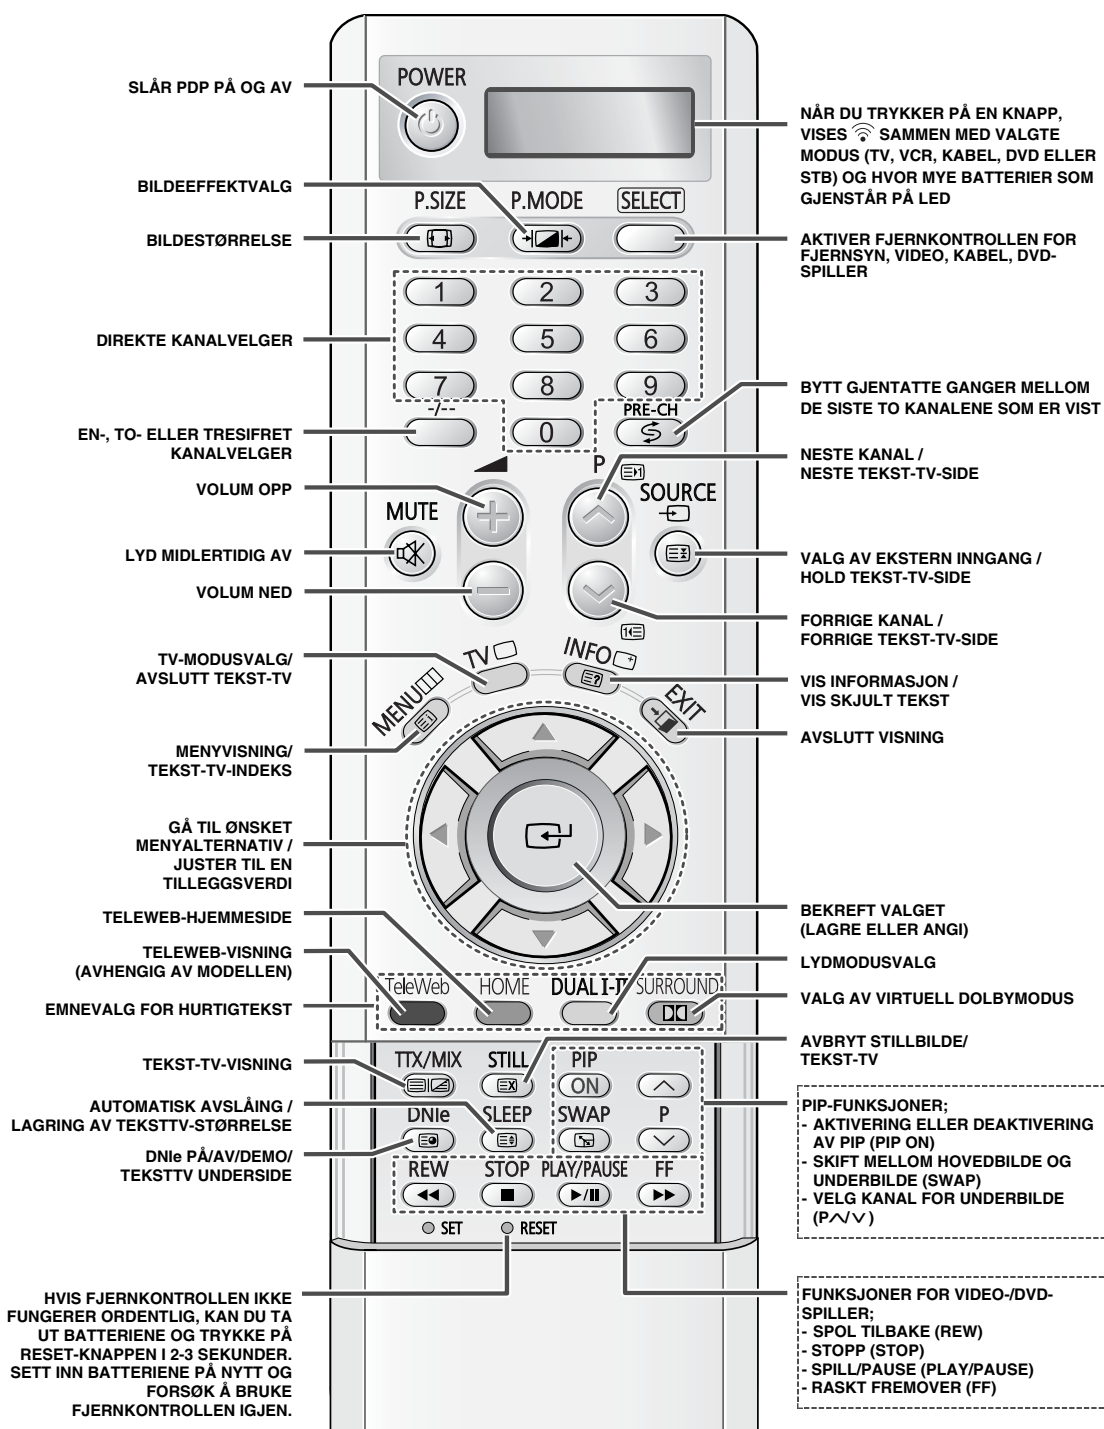 SLÅR PDP PÅ OG AV
BILDEEFFEKTVALG
BILDESTØRRELSE
DIREKTE KANALVELGER
EN-, TO- ELLER TRESIFRET
KANALVELGER
VOLUM OPP
LYD MIDLERTIDIG AV
VOLUM NED
TV-MODUSVALG/
AVSLUTT TEKST-TV
MENYVISNING/
TEKST-TV-INDEKS
GÅ TIL ØNSKET
MENYALTERNATIV /
JUSTER TIL EN
TILLEGGSVERDI
TELEWEB-HJEMMESIDE
TELEWEB-VISNING
(AVHENGIG AV MODELLEN)
EMNEVALG FOR HURTIGTEKST
TEKST-TV-VISNING
AUTOMATISK AVSLÅING /
LAGRING AV TEKSTTV-STØRRELSE
DNIe PÅ/AV/DEMO/
TEKSTTV UNDERSIDE
HVIS FJERNKONTROLLEN IKKE
FUNGERER ORDENTLIG, KAN DU TA
UT BATTERIENE OG TRYKKE PÅ
RESET-KNAPPEN I 2-3 SEKUNDER.
SETT INN BATTERIENE PÅ NYTT OG
FORSØK Å BRUKE
FJERNKONTROLLEN IGJEN.
POWER
P.SIZE P.MODE SELECT
1 2 3
4 5 6
7 8 9
-/-- 0 PRE-CH
P
MUTE SOURCE
MENU TV INFO EXIT
TeleWeb HOME DUAL I-II SURROUND
TTX/MIX STILL PIP
ON
DNIe SLEEP SWAP P
REW STOP PLAY/PAUSE FF
SET RESET
NÅR DU TRYKKER PÅ EN KNAPP,
VISES SAMMEN MED VALGTE
MODUS (TV, VCR, KABEL, DVD ELLER
STB) OG HVOR MYE BATTERIER SOM
GJENSTÅR PÅ LED
AKTIVER FJERNKONTROLLEN FOR
FJERNSYN, VIDEO, KABEL, DVD-
SPILLER
BYTT GJENTATTE GANGER MELLOM
DE SISTE TO KANALENE SOM ER VIST
NESTE KANAL /
NESTE TEKST-TV-SIDE
VALG AV EKSTERN INNGANG /
HOLD TEKST-TV-SIDE
FORRIGE KANAL /
FORRIGE TEKST-TV-SIDE
VIS INFORMASJON /
VIS SKJULT TEKST
AVSLUTT VISNING
BEKREFT VALGET
(LAGRE ELLER ANGI)
LYDMODUSVALG
VALG AV VIRTUELL DOLBYMODUS
AVBRYT STILLBILDE/
TEKST-TV
PIP-FUNKSJONER;
- AKTIVERING ELLER DEAKTIVERING
AV PIP (PIP ON)
- SKIFT MELLOM HOVEDBILDE OG
UNDERBILDE (SWAP)
- VELG KANAL FOR UNDERBILDE
(P / )
FUNKSJONER FOR VIDEO-/DVD-
SPILLER;
- SPOL TILBAKE (REW)
- STOPP (STOP)
- SPILL/PAUSE (PLAY/PAUSE)
- RASKT FREMOVER (FF)